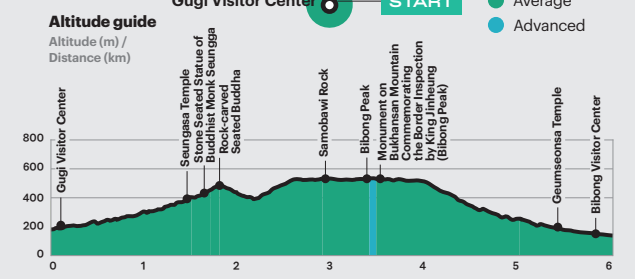 Gugi Visitor Center
START
Average
Advanced
Altitude guide
Altitude (m) /
Distance (km)
Gugi Visitor Center
Seungasa Temple
Stone Seated Statue of
Buddhist Monk Seungga
Rock-carved
Seated Buddha
Samobawi Rock
Bibong Peak
Monument on
Bukhansan Mountain
Commemorating
the Border Inspection
by King Jinheung
(Bibong Peak)
Geumseonsa Temple
Bibong Visitor Center
800
600
400
200
0
0 1 2 3 4 5 6